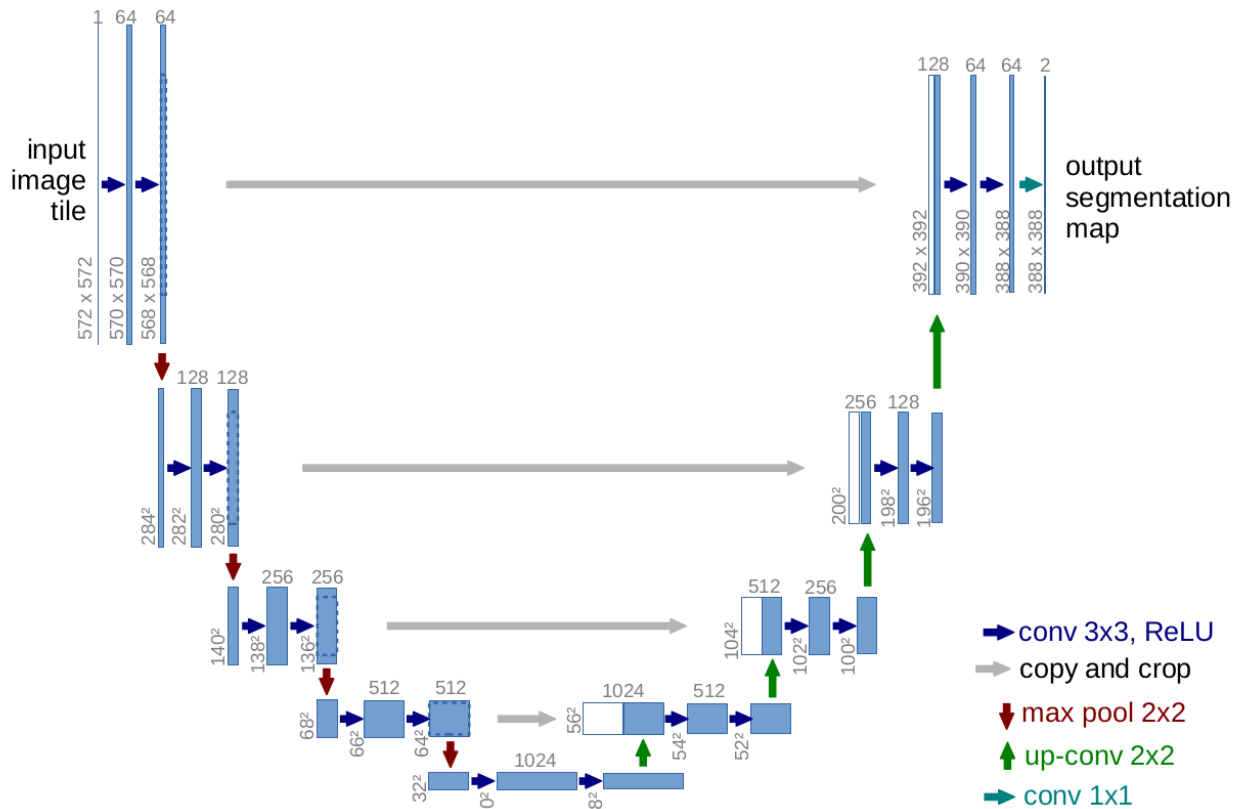 1 64 64
input
image
tile
572 x 572
570 x 570
568 x 568
128 64 64 2
output
segmentation
map
392 x 392
390 x 390
388 x 388
388 x 388
128 128
284²
282²
280²
256 128
200²
198²
196²
256 256
140²
138²
136²
512 256
104²
102²
100²
512 512
68²
66²
64²
1024 512
56²
54²
52²
1024
32²
0²
8²
conv 3x3, ReLU
copy and crop
max pool 2x2
up-conv 2x2
conv 1x1